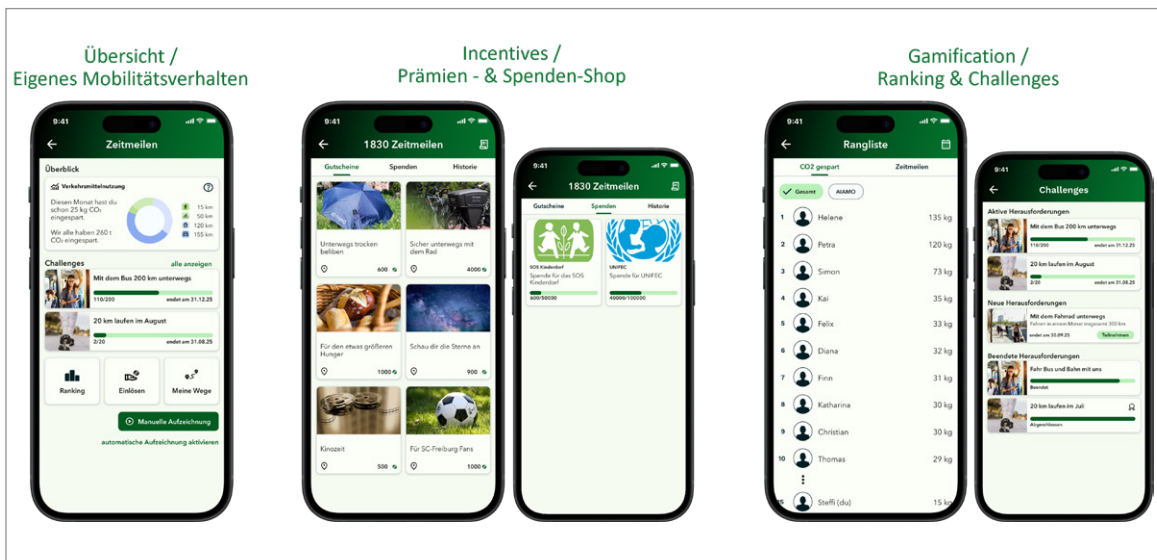 Übersicht /
Eigenes Mobilitätsverhalten
Incentives /
Prämien - & Spenden-Shop
Gamification /
Ranking & Challenges
9:41
Zeitmeilen
Überblick
Verkehrsmittelnutzung
Diesen Monat hast du
schon 25 kg CO₂
eingespart.
Wir alle haben 260 t
CO₂ eingespart.
15 km
50 km
120 km
155 km
Challenges
alle anzeigen
Mit dem Bus 200 km unterwegs
110/200
endet am 31.12.25
20 km laufen im August
2/20
endet am 31.08.25
Ranking
Einlösen
Meine Wege
Manuelle Aufzeichnung
automatische Aufzeichnung aktivieren
9:41
1830 Zeitmeilen
Gutscheine
Spenden
Historie
Unterwegs trocken
beliben
600
Sicher unterwegs mit
dem Rad
4000
Für den etwas größeren
Hunger
1000
Schau dir die Sterne an
900
Kinozeit
500
Für SC-Freiburg Fans
1000
9:41
1830 Zeitmeilen
Gutscheine
Spenden
Historie
SOS Kinderdorf
Spende für das SOS
Kinderdorf
600/50000
UNIFEC
Spende für UNIFEC
40000/100000
9:41
Rangliste
CO2 gespart
Zeitmeilen
Gesamt
AIAMO
1 Helene 135 kg
2 Petra 120 kg
3 Simon 73 kg
4 Kai 35 kg
5 Felix 33 kg
6 Diana 32 kg
7 Finn 31 kg
8 Katharina 30 kg
9 Christian 30 kg
10 Thomas 29 kg
Steffi (du) 15 kg
9:41
Challenges
Aktive Herausforderungen
Mit dem Bus 200 km unterwegs
110/200
endet am 31.12.25
20 km laufen im August
2/20
endet am 31.08.25
Neue Herausforderungen
Mit dem Fahrrad unterwegs
Fahren in einem Monat insgesamt 300 km
endet am 30.09.25
Teilnehmen
Beendete Herausforderungen
Fahr Bus und Bahn mit uns
Beendet
20 km laufen im Juli
Abgeschlossen